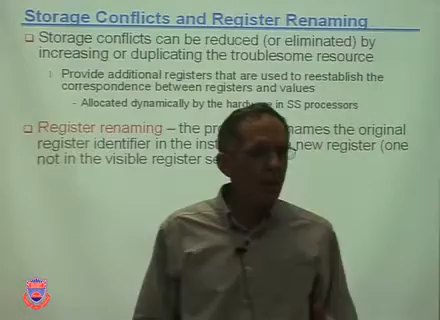 Storage Conflicts and Register Renaming
Storage conflicts can be reduced (or eliminated) by
increasing or duplicating the troublesome resource
Provide additional registers that are used to reestablish the
correspondence between registers and values
- Allocated dynamically by the hardware in SS processors
Register renaming – the names the original
register identifier in the new register (one
not in the visible register